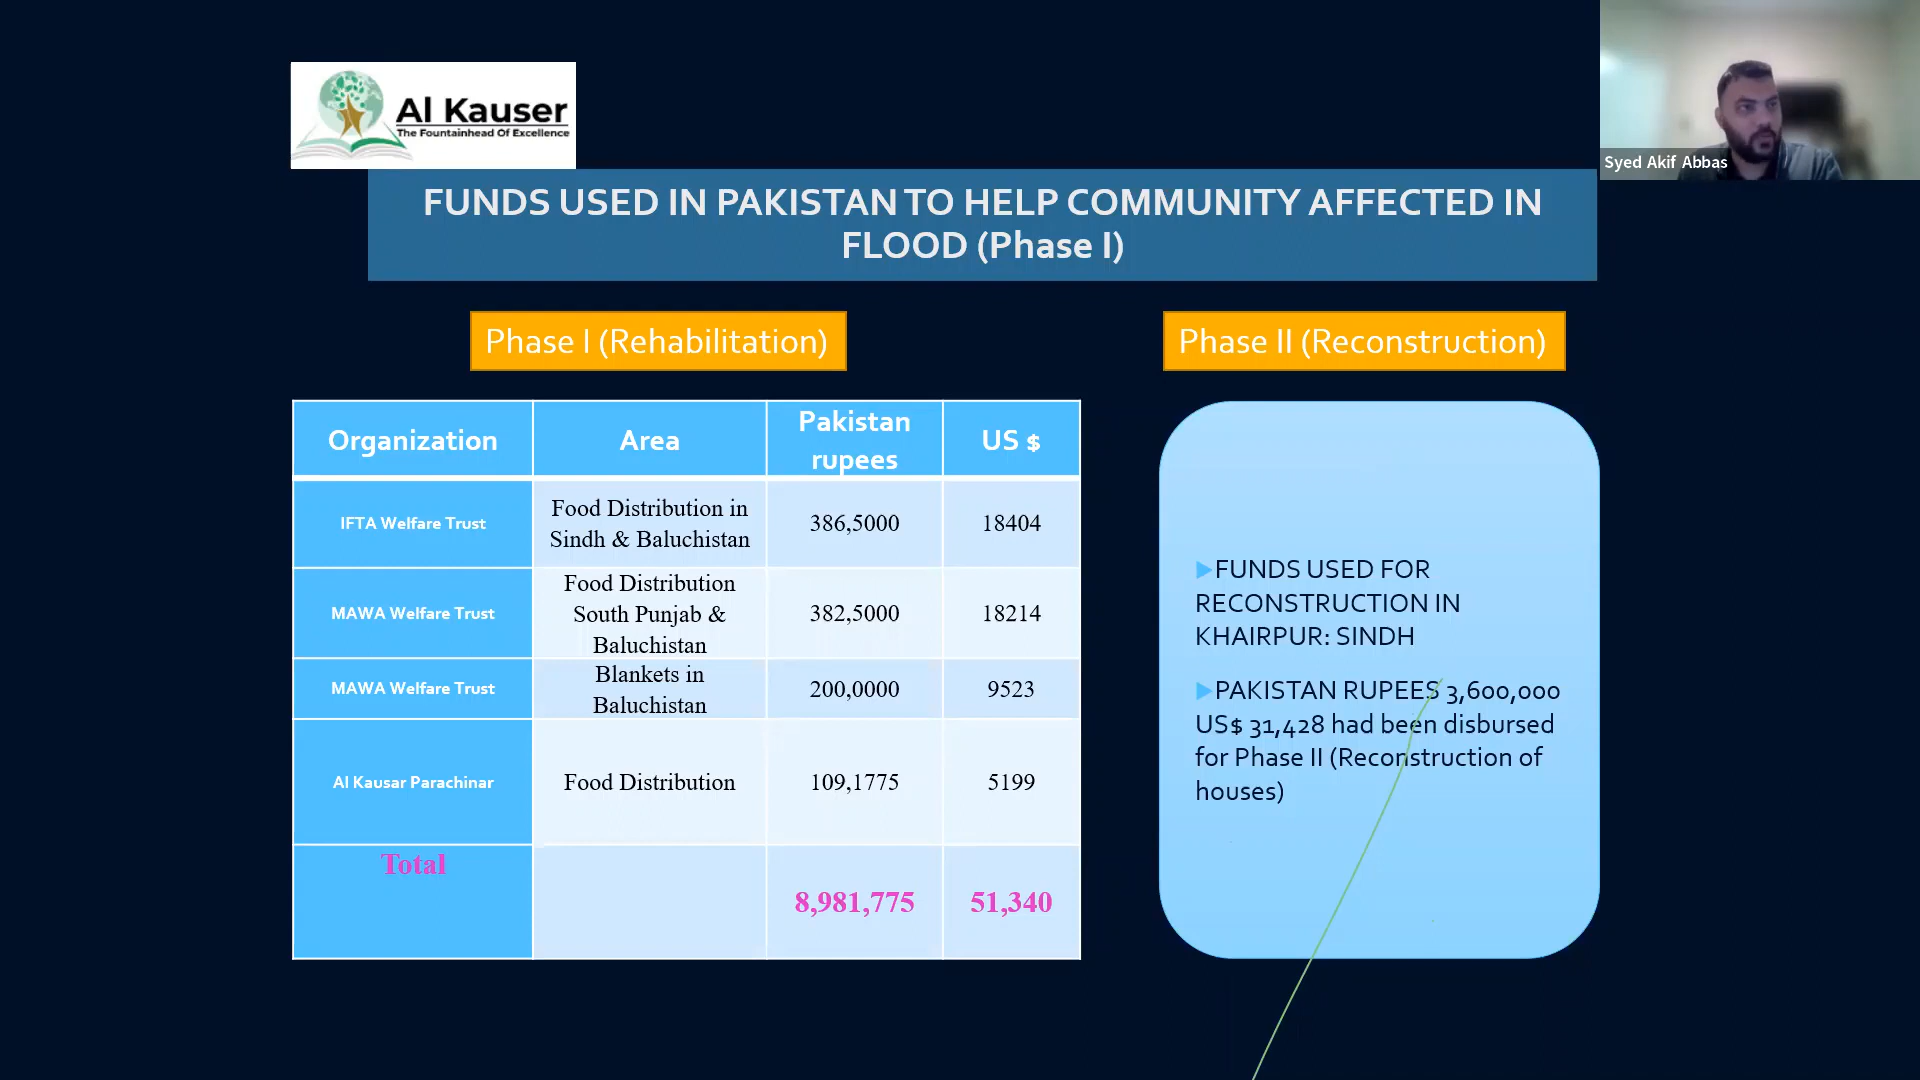 Al Kauser
The Fountainhead Of Excellence
Syed Akif Abbas
FUNDS USED IN PAKISTAN TO HELP COMMUNITY AFFECTED IN
FLOOD (Phase I)
Phase I (Rehabilitation)
Phase II (Reconstruction)
Organization Area Pakistan rupees US $
IFTA Welfare Trust
Food Distribution in
Sindh & Baluchistan
386,5000
18404
MAWA Welfare Trust
Food Distribution
South Punjab &
Baluchistan
382,5000
18214
MAWA Welfare Trust
Blankets in
Baluchistan
200,0000
9523
Al Kausar Parachinar
Food Distribution
109,1775
5199
Total
8,981,775
51,340
FUNDS USED FOR
RECONSTRUCTION IN
KHAIRPUR: SINDH
PAKISTAN RUPEES 3,600,000
US$ 31,428 had been disbursed
for Phase II (Reconstruction of
houses)